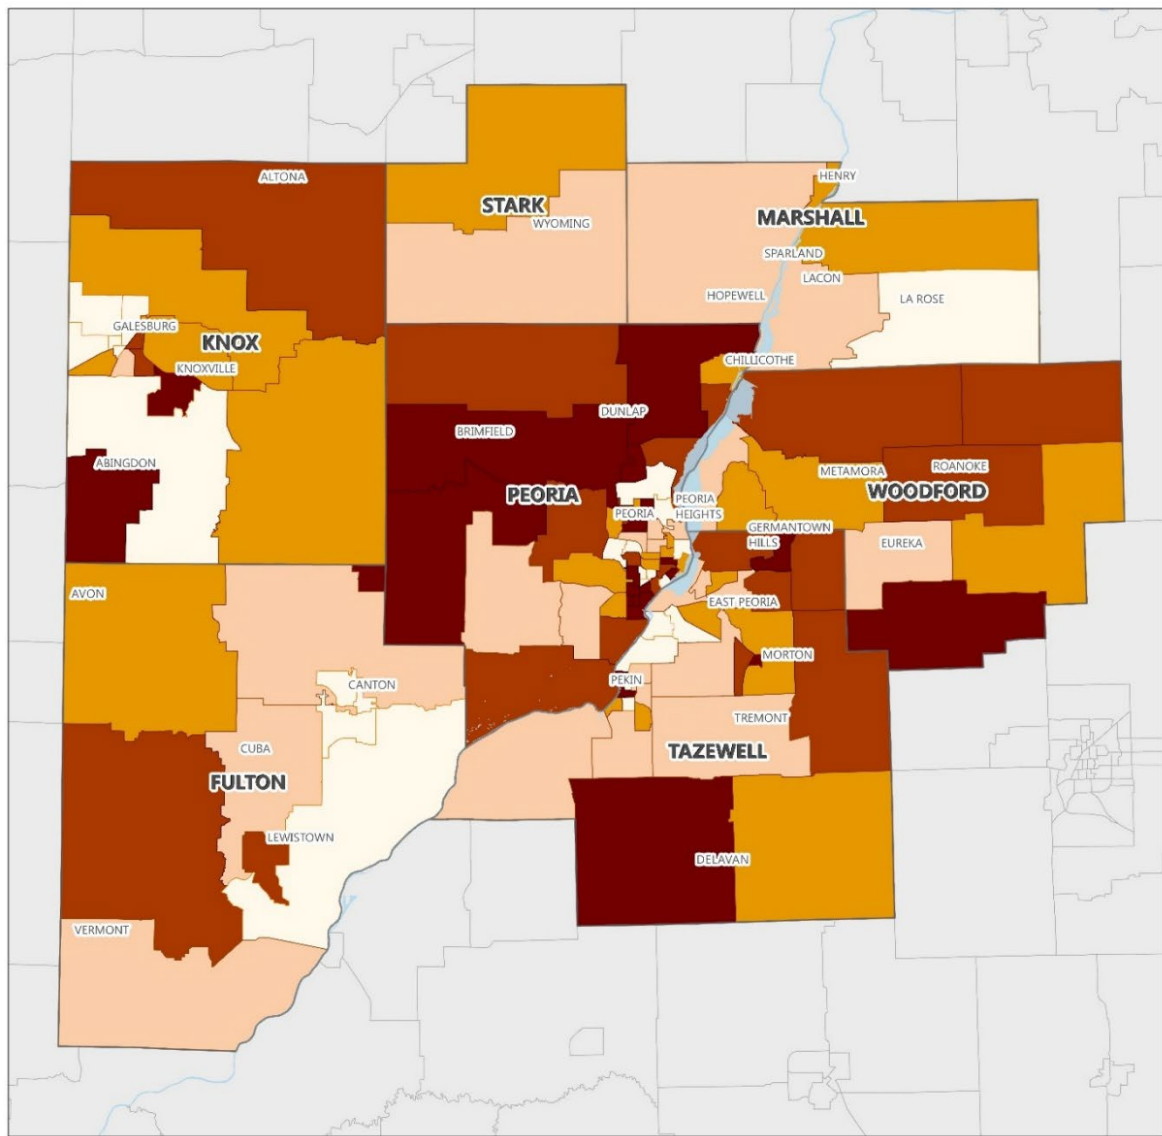 ALTONA
HENRY
STARK
WYOMING
MARSHALL
SPARLAND
LACON
HOPEWELL
LA ROSE
GALESBURG
KNOX
KNOXVILLE
CHILLICOTHE
DUNLAP
BRIMFIELD
ABINGDON
METAMORA
ROANOKE
PEORIA
WOODFORD
PEORIA
HEIGHTS
PEORIA
GERMANTOWN
HILLS
EUREKA
AVON
EAST PEORIA
MORTON
CANTON
PEKIN
TREMONT
CUBA
TAZEWELL
FULTON
LEWISTOWN
DELAVAN
VERMONT